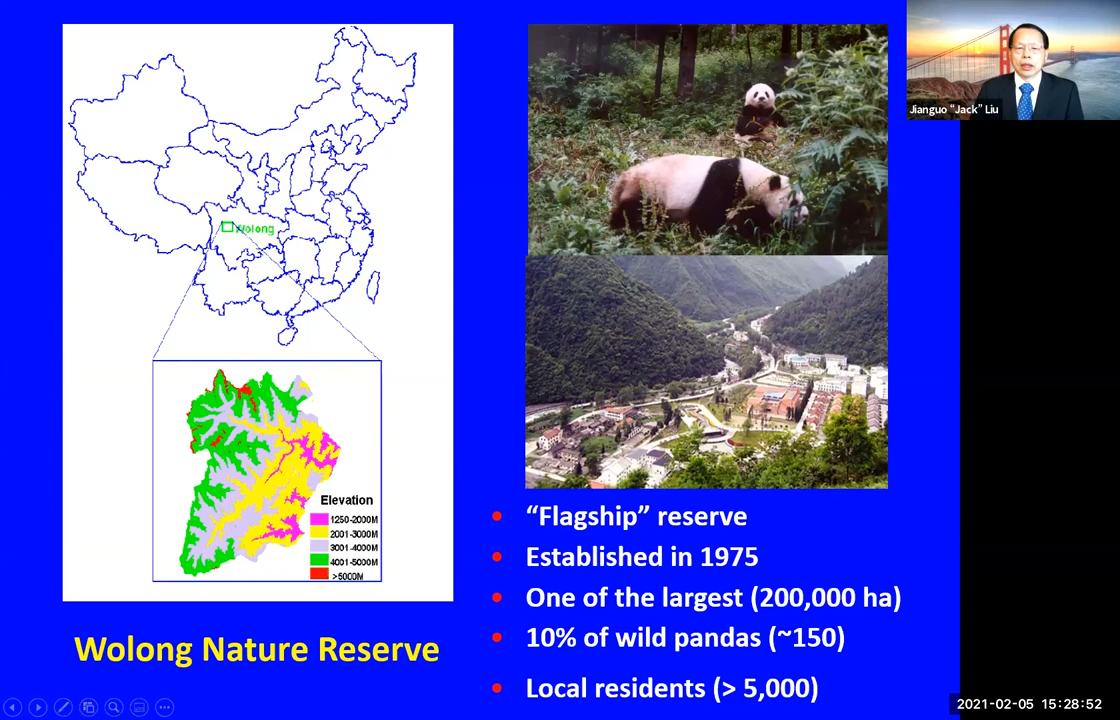 Wolong
Elevation
1250-2000M
2001-3000M
3001-4000M
4001-5000M
>5000M
Wolong Nature Reserve
“Flagship” reserve
Established in 1975
One of the largest (200,000 ha)
10% of wild pandas (~150)
Local residents (> 5,000)
Jianguo “Jack” Liu
2021-02-05 15:28:52